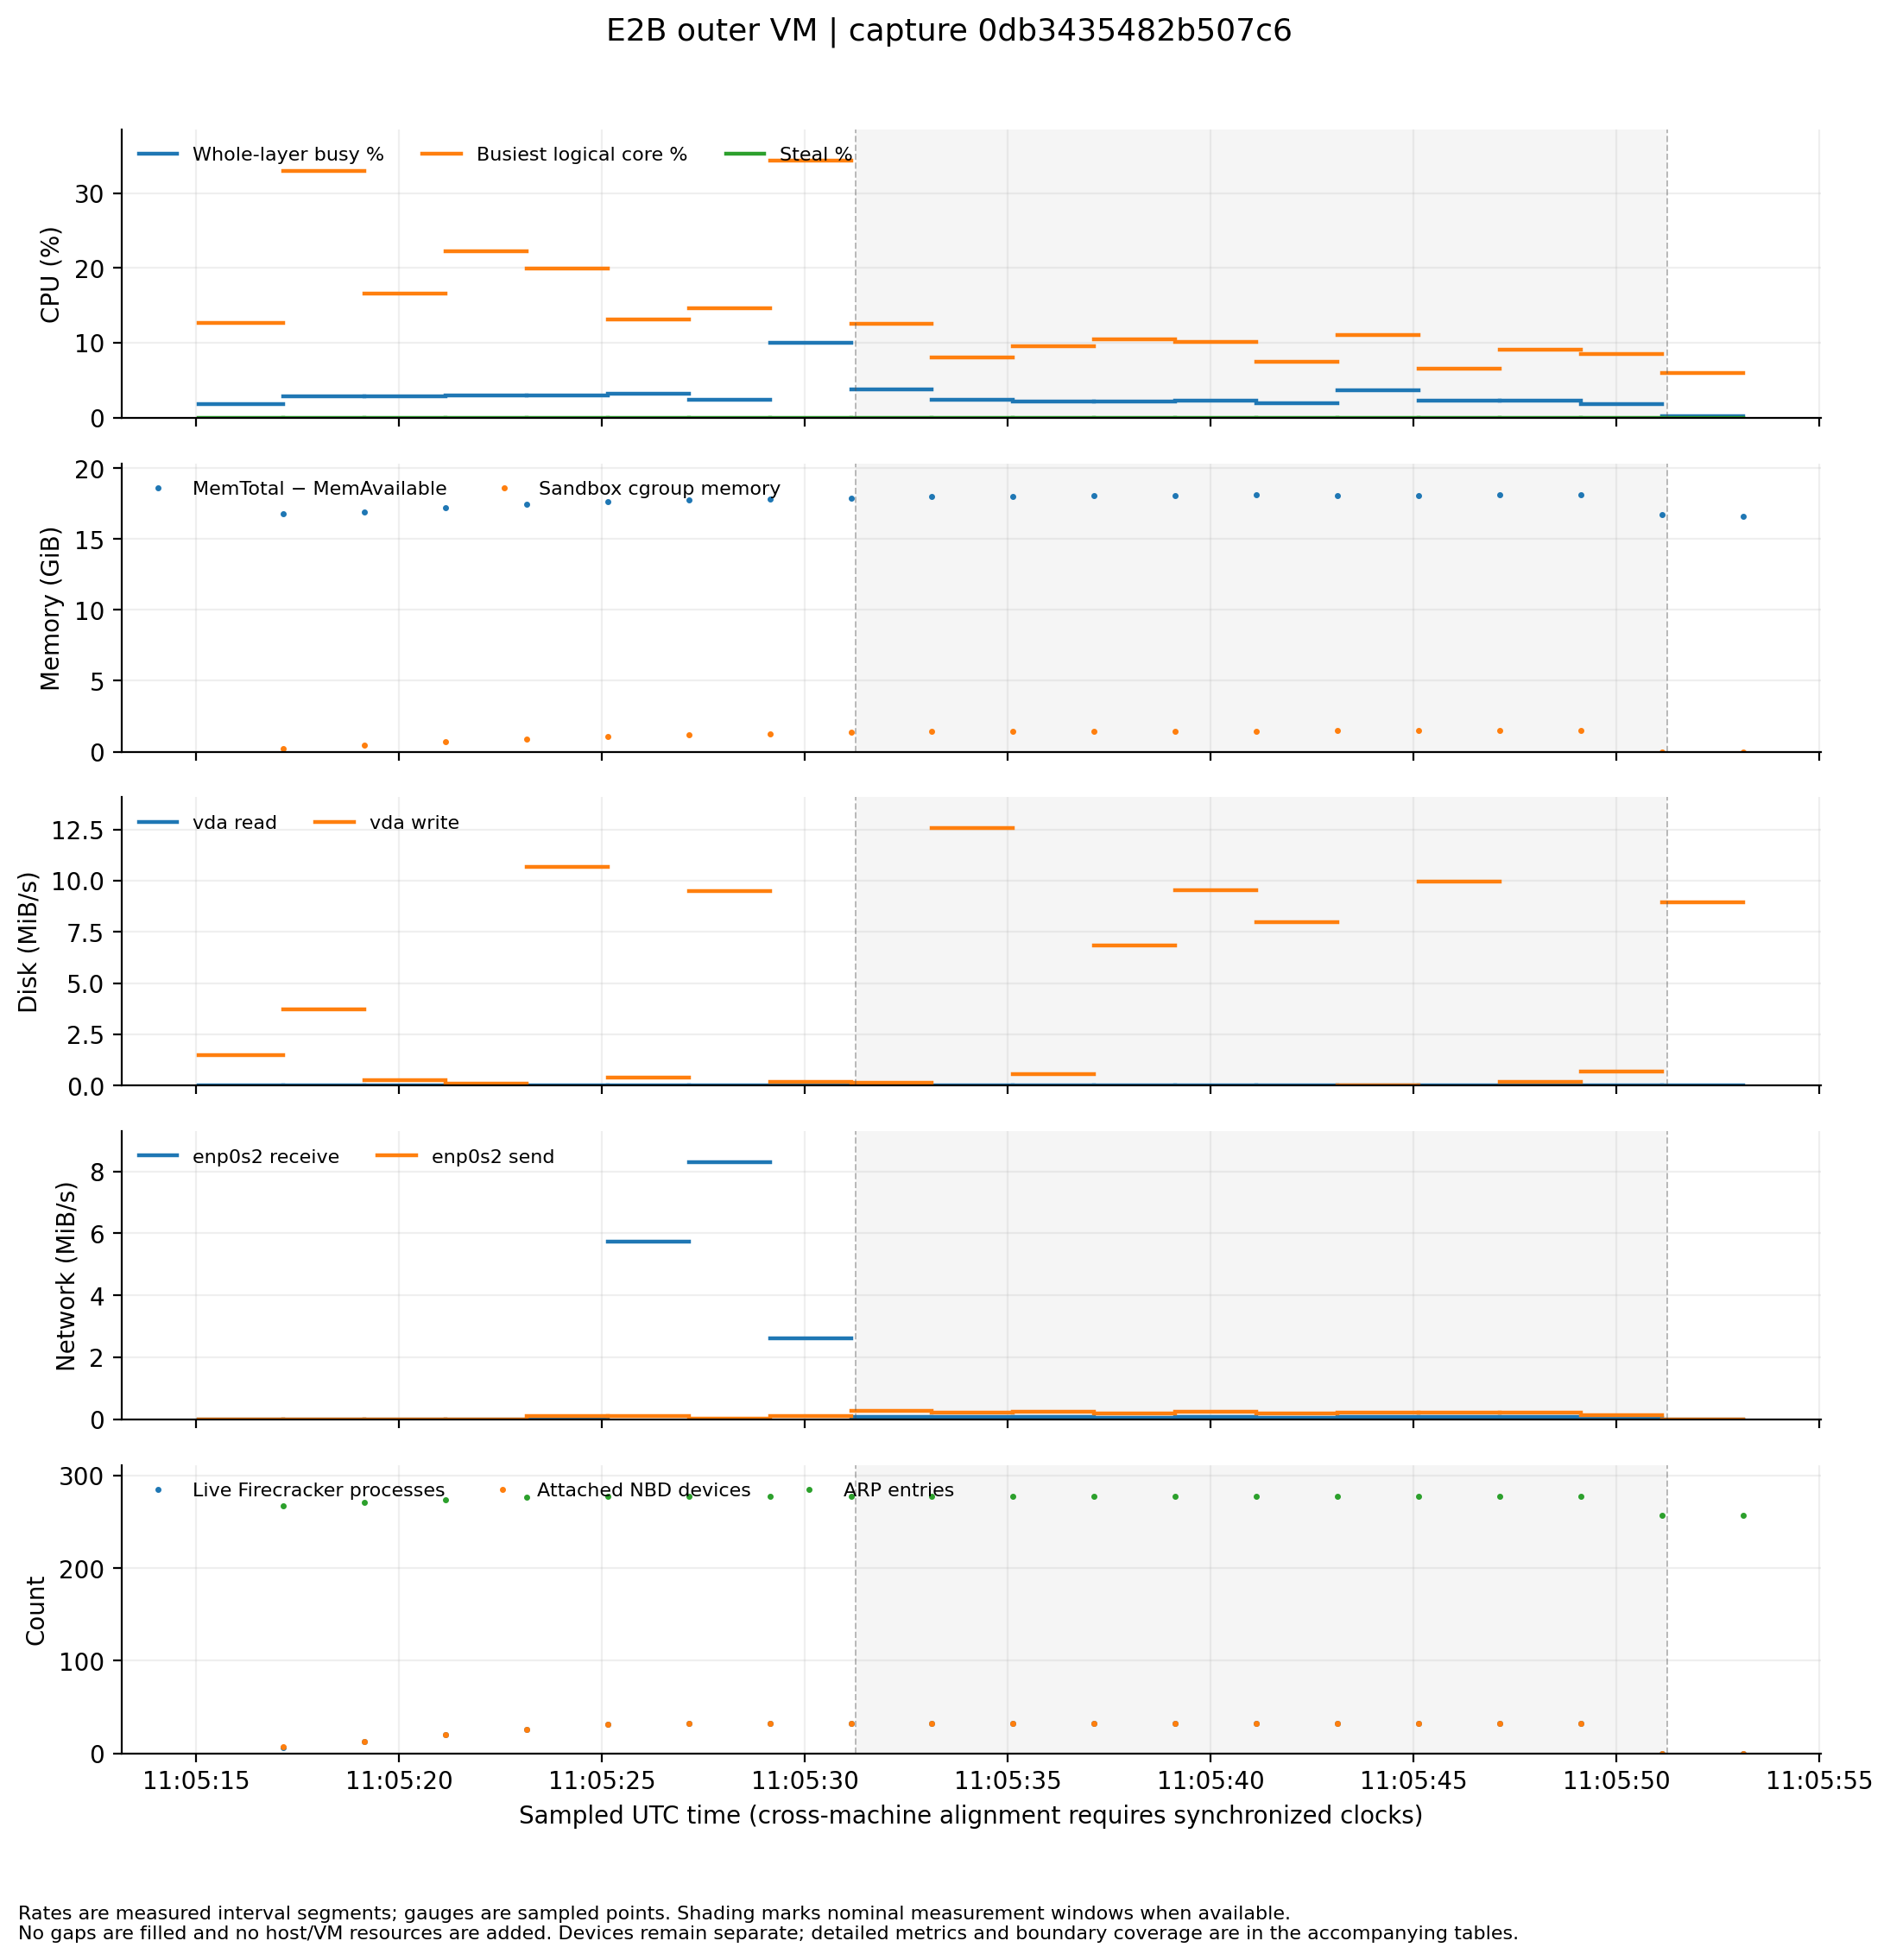 E2B outer VM | capture 0db3435482b507c6
Whole-layer busy %
Busiest logical core %
Steal %
CPU (%)
30
20
10
0
MemTotal − MemAvailable
Sandbox cgroup memory
Memory (GiB)
20
15
10
5
0
vda read
vda write
Disk (MiB/s)
12.5
10.0
7.5
5.0
2.5
0.0
enp0s2 receive
enp0s2 send
Network (MiB/s)
8
6
4
2
0
Live Firecracker processes
Attached NBD devices
ARP entries
Count
300
200
100
0
11:05:15
11:05:20
11:05:25
11:05:30
11:05:35
11:05:40
11:05:45
11:05:50
11:05:55
Sampled UTC time (cross-machine alignment requires synchronized clocks)
Rates are measured interval segments; gauges are sampled points. Shading marks nominal measurement windows when available.
No gaps are filled and no host/VM resources are added. Devices remain separate; detailed metrics and boundary coverage are in the accompanying tables.